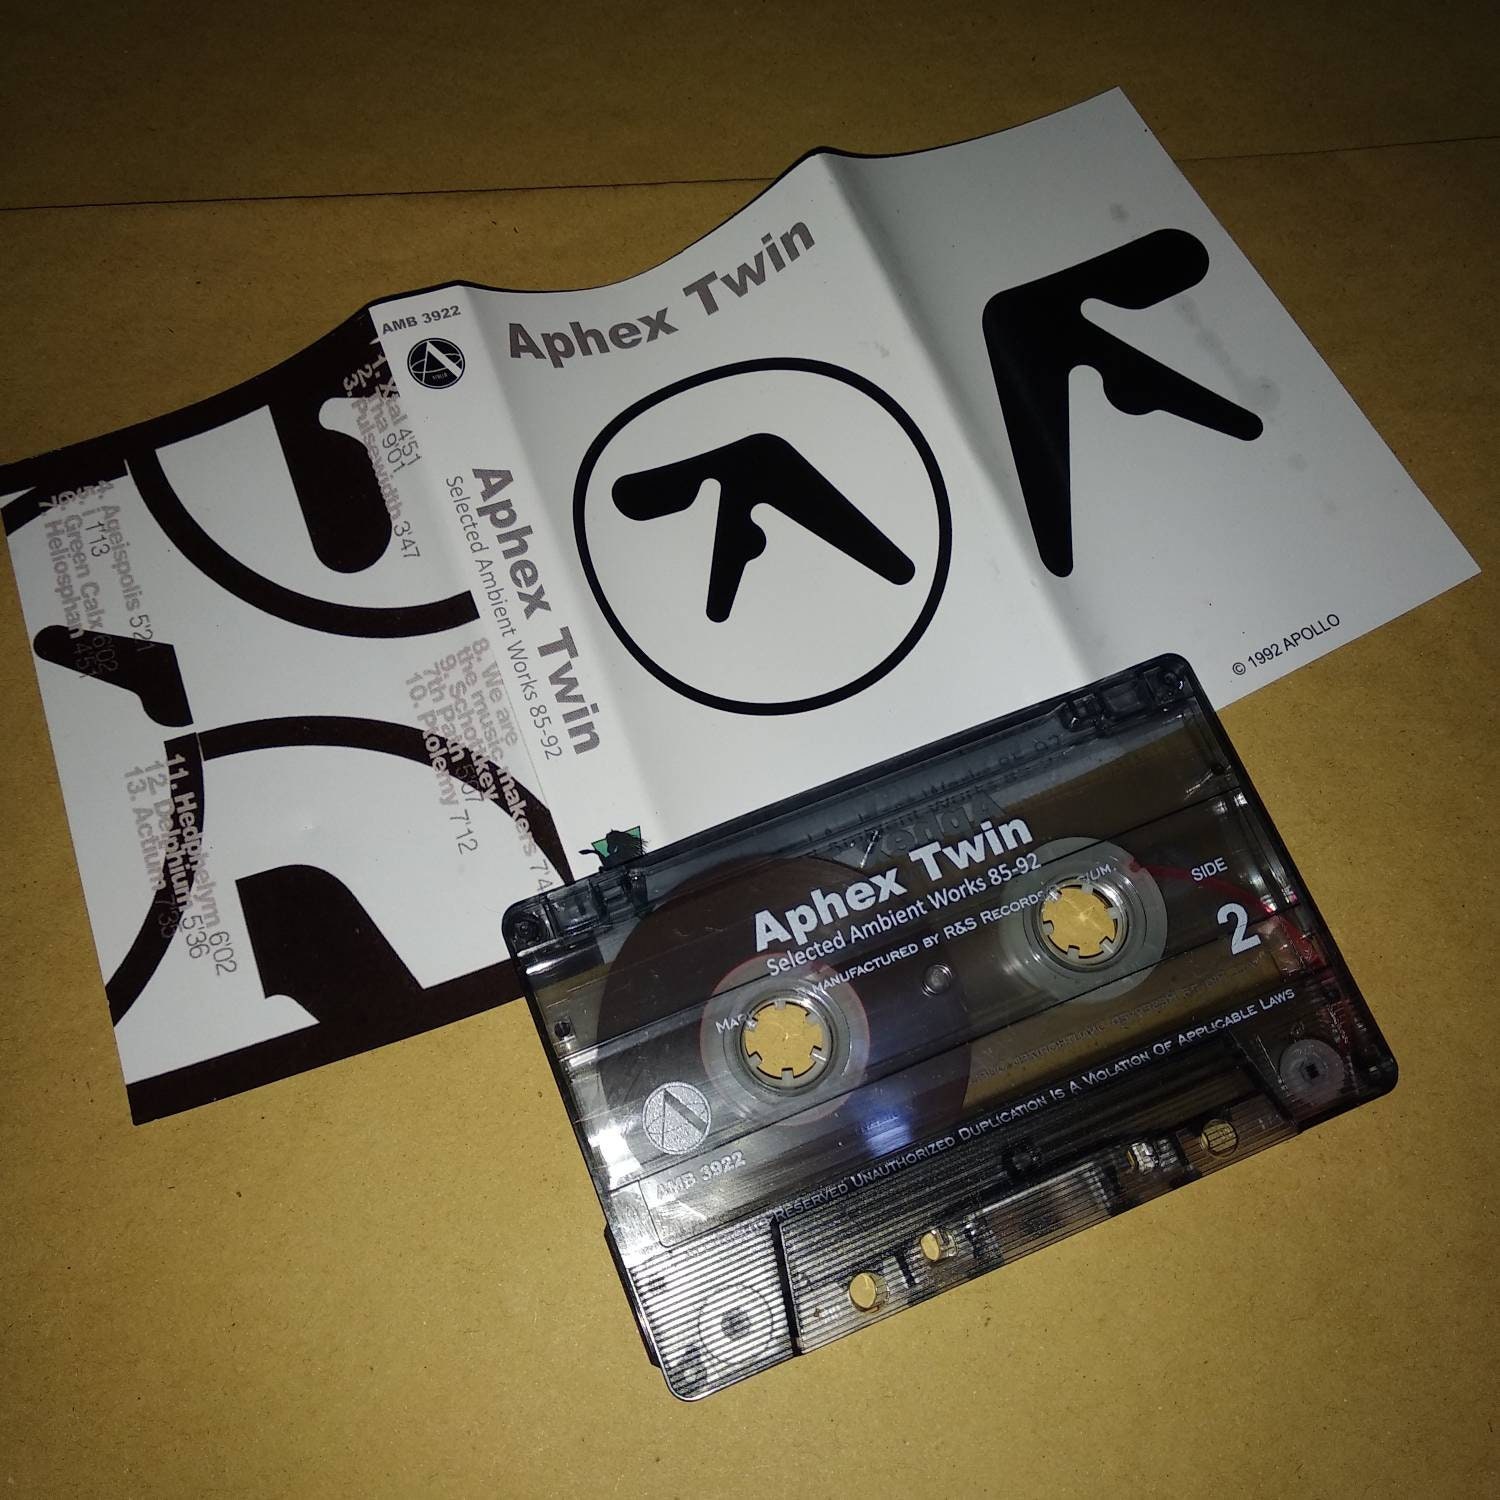 AMB 3922
Aphex Twin
Selected Ambient Works 85-92
Aphex Twin
© 1992 APOLLO
1. Xtal 4'51
2. Tha 9'01
3. Pulsewidth 3'47
4. Ageispolis 5'21
5. i 1'13
6. Green Calx 6'02
7. Heliosphan 4'51
8. We are
the music makers
9. Schottkey
7th Path 5'07
10. Ptolemy 7'12
11. Hedphelym 6'02
12. Delphium 5'36
13. Actium 7'33
Aphex Twin
Selected Ambient Works 85-92
MANUFACTURED BY R&S RECORDS
SIDE
2
AMB 3922
RESERVED UNAUTHORIZED DUPLICATION IS A VIOLATION OF APPLICABLE LAWS